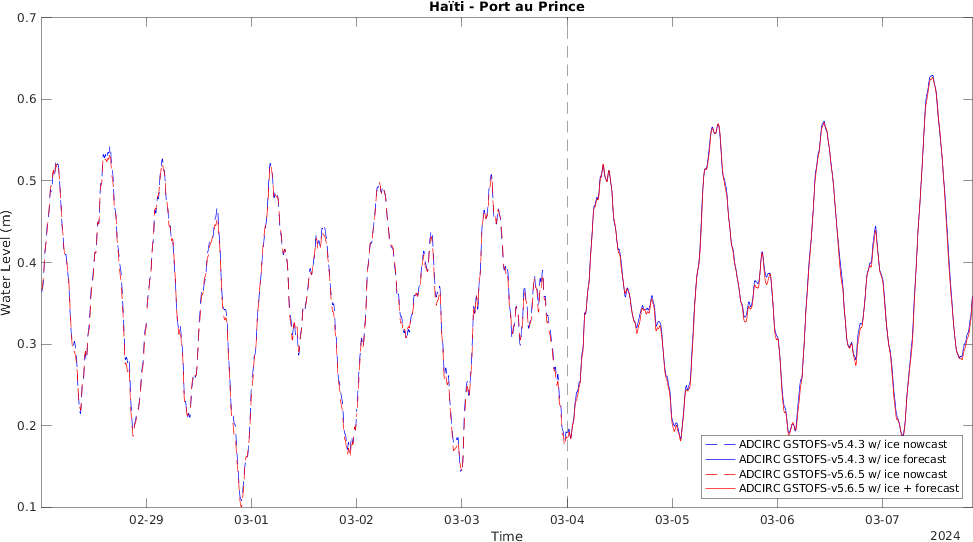 Haïti - Port au Prince
0.7
0.6
0.5
0.4
0.3
0.2
0.1
Water Level (m)
02-29 03-01 03-02 03-03 03-04 03-05 03-06 03-07
Time
2024
ADCIRC GSTOFS-v5.4.3 w/ ice nowcast
ADCIRC GSTOFS-v5.4.3 w/ ice forecast
ADCIRC GSTOFS-v5.6.5 w/ ice nowcast
ADCIRC GSTOFS-v5.6.5 w/ ice + forecast